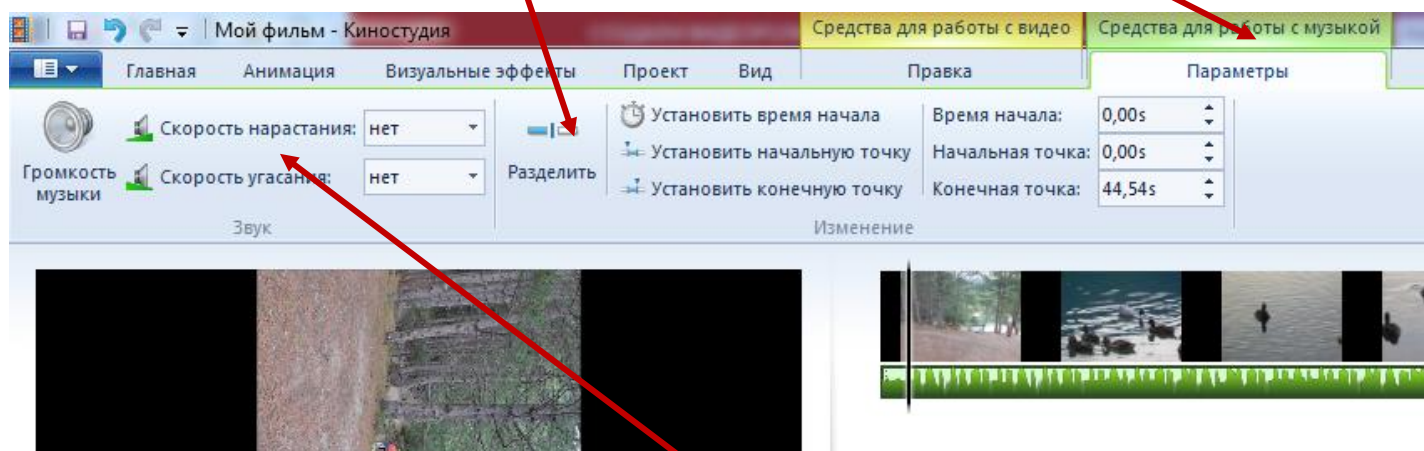 Мой фильм - Киностудия
Средства для работы с видео
Средства для работы с музыкой
Главная
Анимация
Визуальные эффекты
Проект
Вид
Правка
Параметры
Громкость
музыки
Скорость нарастания: нет
Скорость угасания: нет
Звук
Разделить
Установить время начала
Установить начальную точку
Установить конечную точку
Время начала: 0,00s
Начальная точка: 0,00s
Конечная точка: 44,54s
Изменение